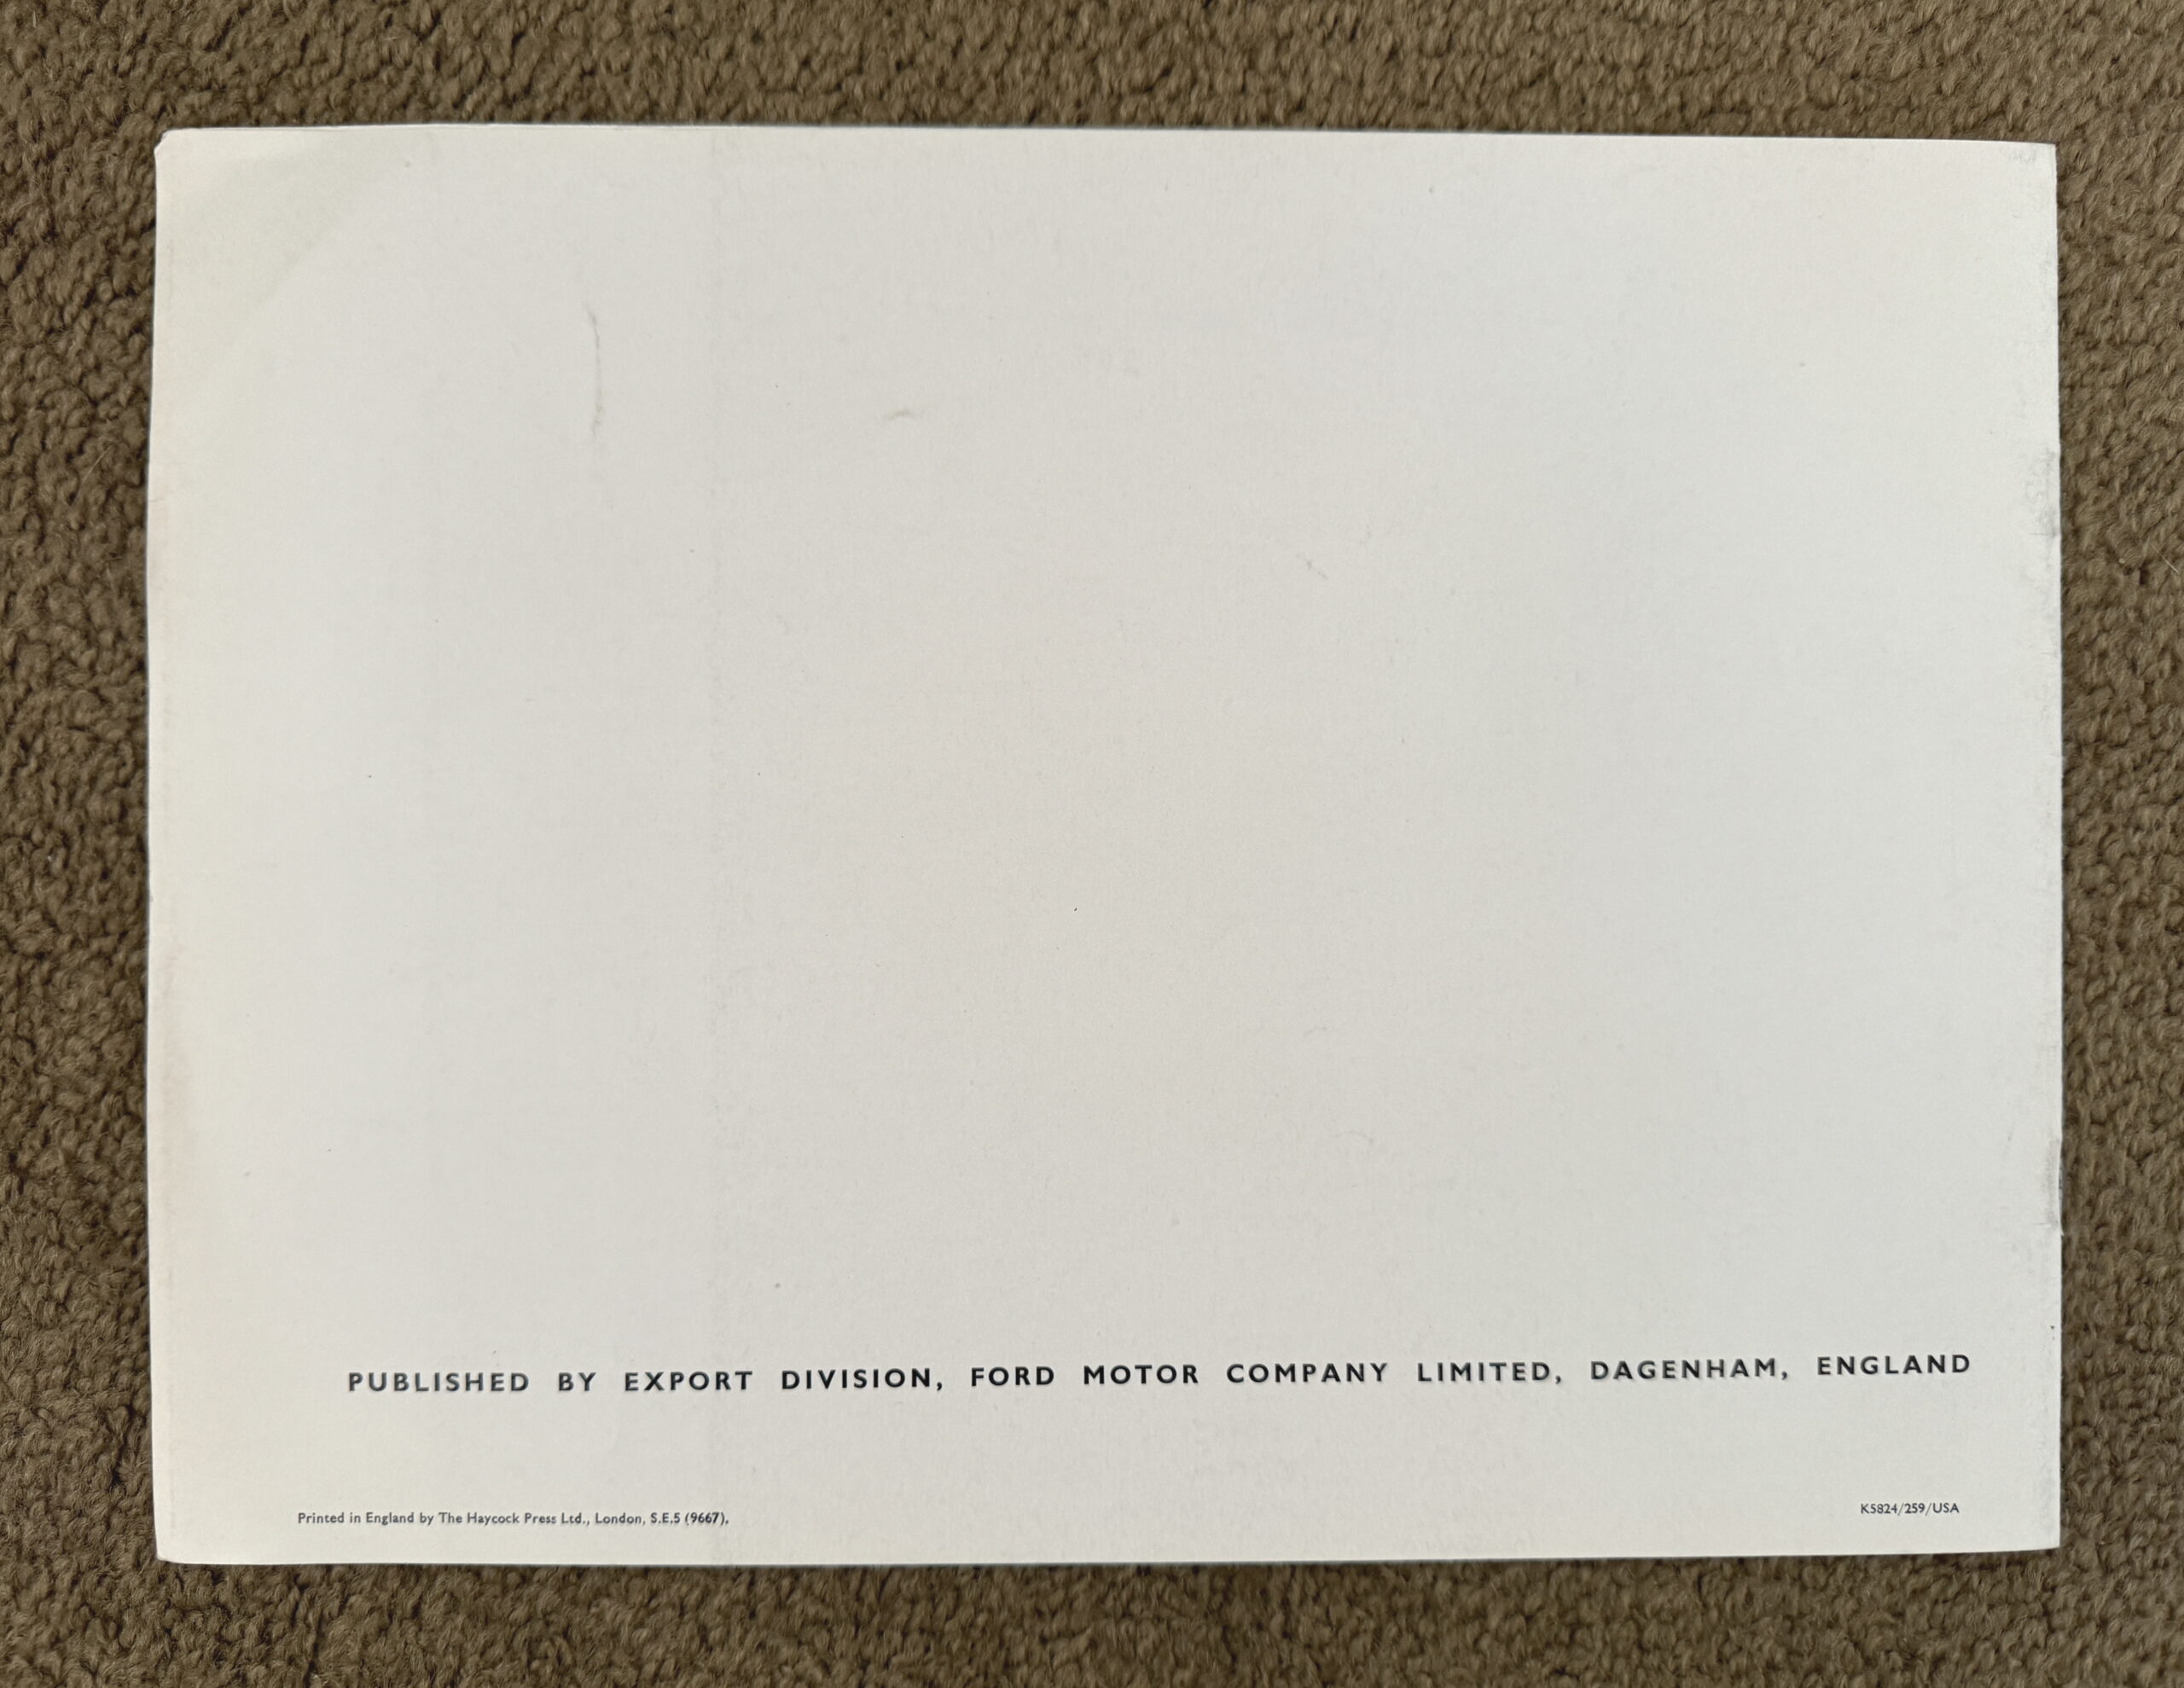 PUBLISHED BY EXPORT DIVISION, FORD MOTOR COMPANY LIMITED, DAGENHAM, ENGLAND
Printed in England by The Haycock Press Ltd., London, S.E.5 (9667).
K5824/259/USA